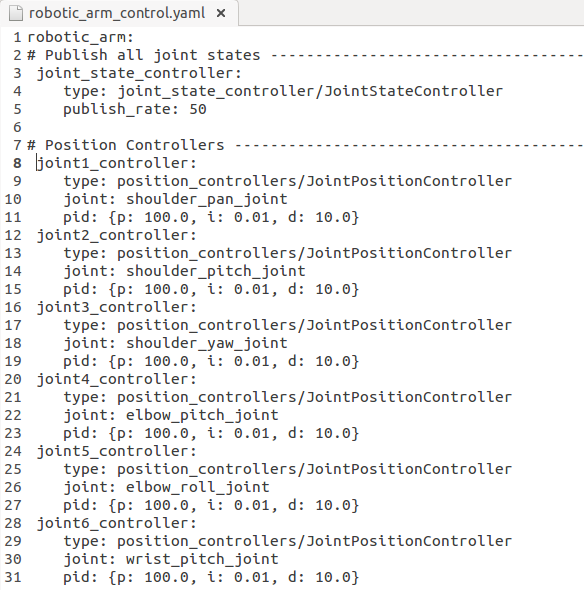 robotic_arm_control.yaml ×
1 robotic_arm:
2 # Publish all joint states -----------------------------------
3  joint_state_controller:
4     type: joint_state_controller/JointStateController
5     publish_rate: 50
6
7 # Position Controllers ---------------------------------------
8  joint1_controller:
9     type: position_controllers/JointPositionController
10     joint: shoulder_pan_joint
11     pid: {p: 100.0, i: 0.01, d: 10.0}
12  joint2_controller:
13     type: position_controllers/JointPositionController
14     joint: shoulder_pitch_joint
15     pid: {p: 100.0, i: 0.01, d: 10.0}
16  joint3_controller:
17     type: position_controllers/JointPositionController
18     joint: shoulder_yaw_joint
19     pid: {p: 100.0, i: 0.01, d: 10.0}
20  joint4_controller:
21     type: position_controllers/JointPositionController
22     joint: elbow_pitch_joint
23     pid: {p: 100.0, i: 0.01, d: 10.0}
24  joint5_controller:
25     type: position_controllers/JointPositionController
26     joint: elbow_roll_joint
27     pid: {p: 100.0, i: 0.01, d: 10.0}
28  joint6_controller:
29     type: position_controllers/JointPositionController
30     joint: wrist_pitch_joint
31     pid: {p: 100.0, i: 0.01, d: 10.0}